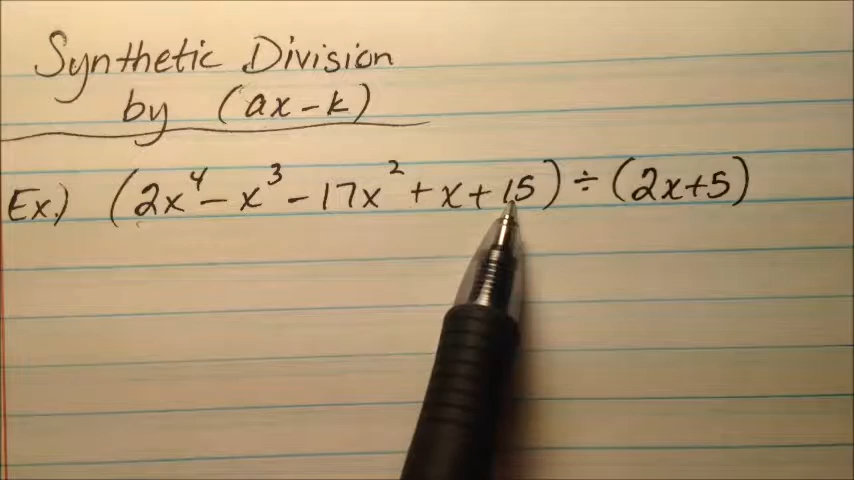 Synthetic Division
by (ax-k)
Ex.) (2x⁴ - x³ - 17x² + x + 15) ÷ (2x+5)